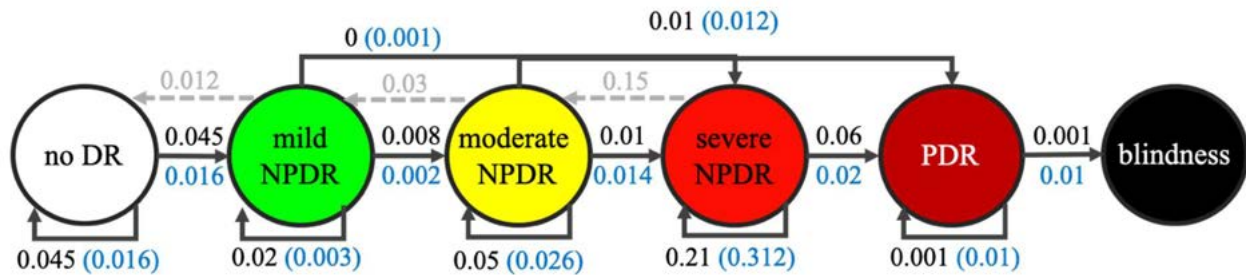 0 (0.001)
0.01 (0.012)
0.012
0.03
0.15
no DR
0.045
0.016
mild
NPDR
0.008
0.002
moderate
NPDR
0.01
0.014
severe
NPDR
0.06
0.02
PDR
0.001
0.01
blindness
0.045 (0.016)
0.02 (0.003)
0.05 (0.026)
0.21 (0.312)
0.001 (0.01)